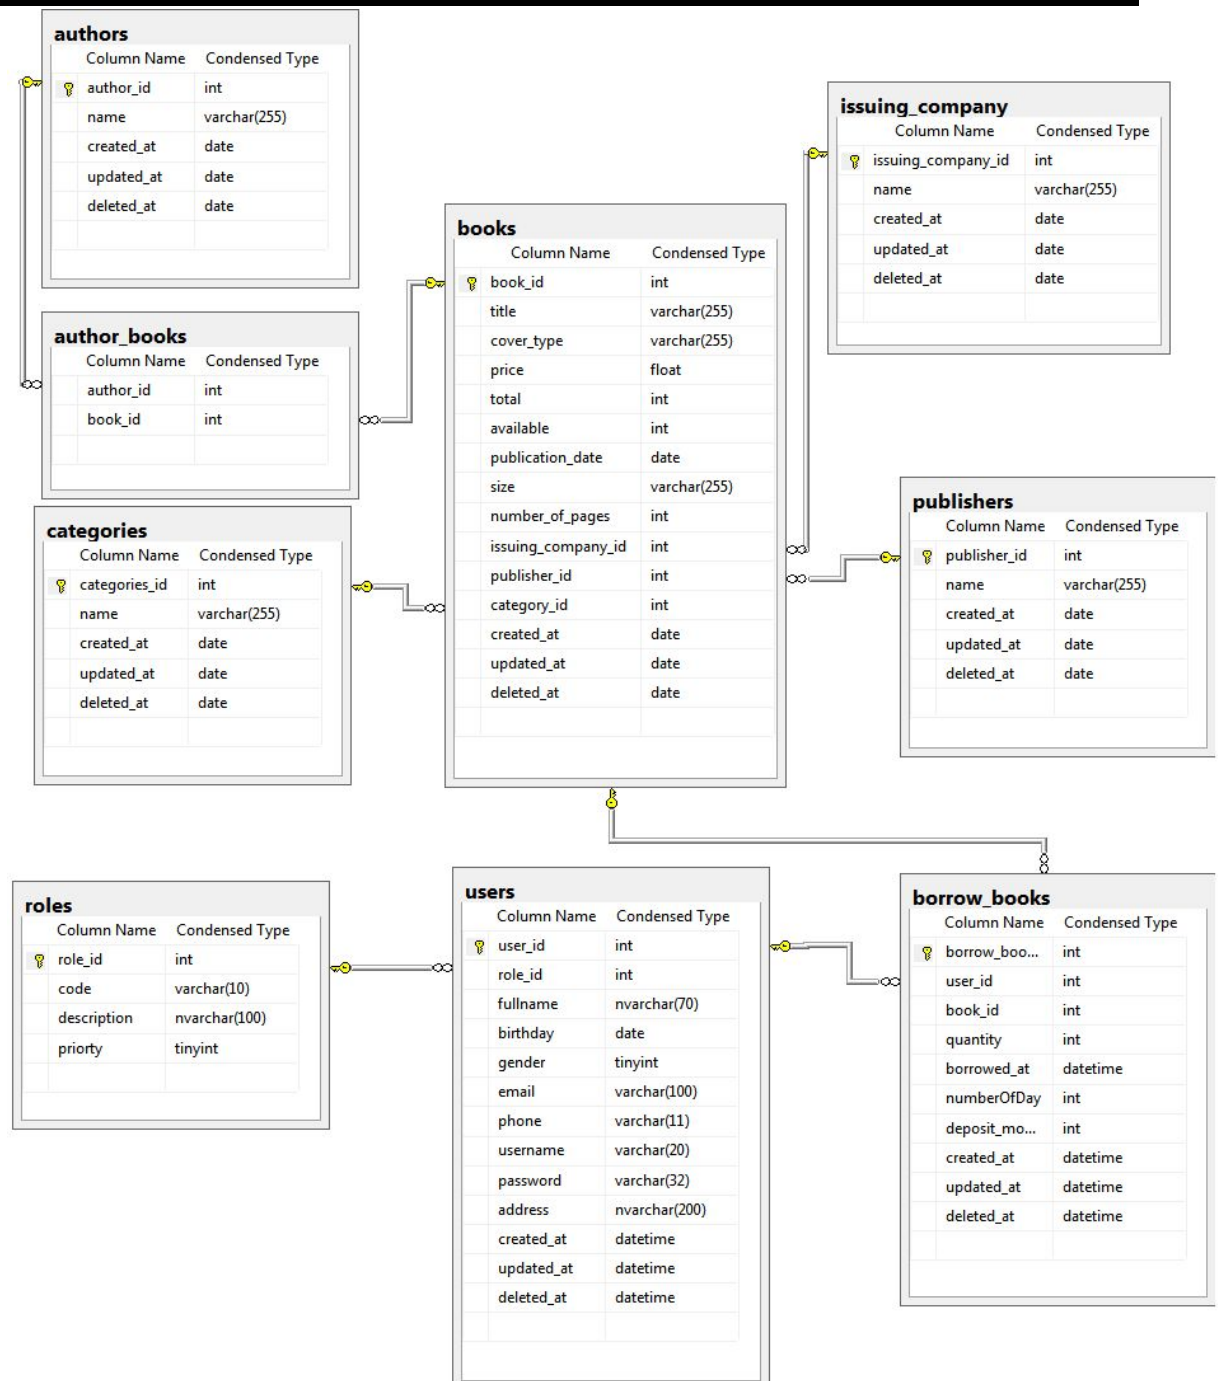 authors
Column Name Condensed Type
author_id int
name varchar(255)
created_at date
updated_at date
deleted_at date
author_books
Column Name Condensed Type
author_id int
book_id int
categories
Column Name Condensed Type
categories_id int
name varchar(255)
created_at date
updated_at date
deleted_at date
books
Column Name Condensed Type
book_id int
title varchar(255)
cover_type varchar(255)
price float
total int
available int
publication_date date
size varchar(255)
number_of_pages int
issuing_company_id int
publisher_id int
category_id int
created_at date
updated_at date
deleted_at date
issuing_company
Column Name Condensed Type
issuing_company_id int
name varchar(255)
created_at date
updated_at date
deleted_at date
publishers
Column Name Condensed Type
publisher_id int
name varchar(255)
created_at date
updated_at date
deleted_at date
roles
Column Name Condensed Type
role_id int
code varchar(10)
description nvarchar(100)
priorty tinyint
users
Column Name Condensed Type
user_id int
role_id int
fullname nvarchar(70)
birthday date
gender tinyint
email varchar(100)
phone varchar(11)
username varchar(20)
password varchar(32)
address nvarchar(200)
created_at datetime
updated_at datetime
deleted_at datetime
borrow_books
Column Name Condensed Type
borrow_boo... int
user_id int
book_id int
quantity int
borrowed_at datetime
numberOfDay int
deposit_mo... int
created_at datetime
updated_at datetime
deleted_at datetime